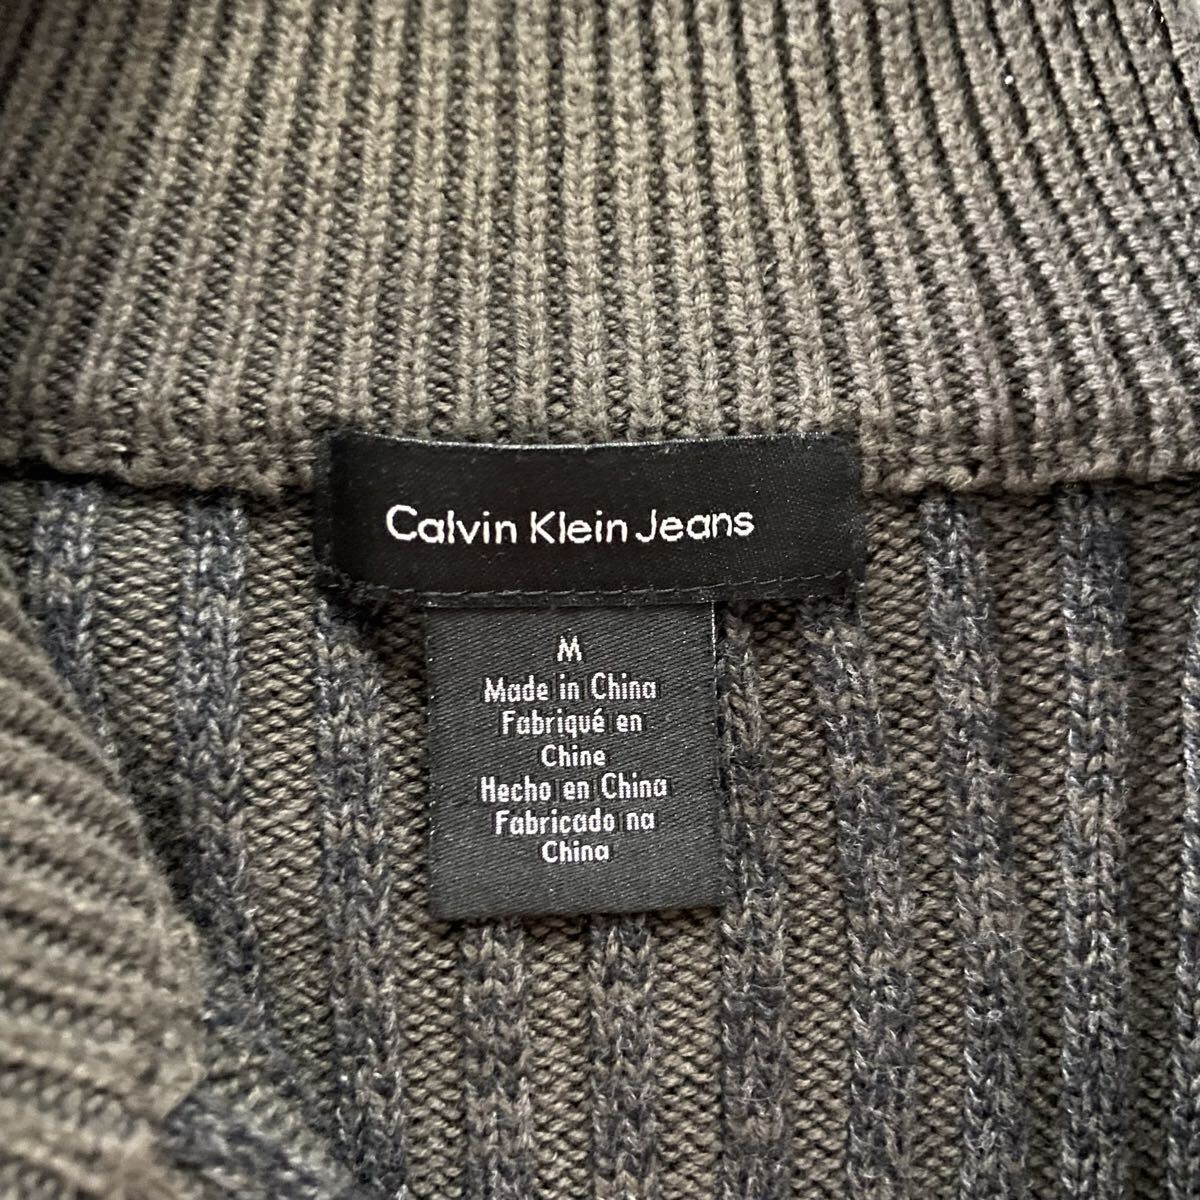 Calvin Klein Jeans
M
Made in China
Fabriqué en
Chine
Hecho en China
Fabricado na
China